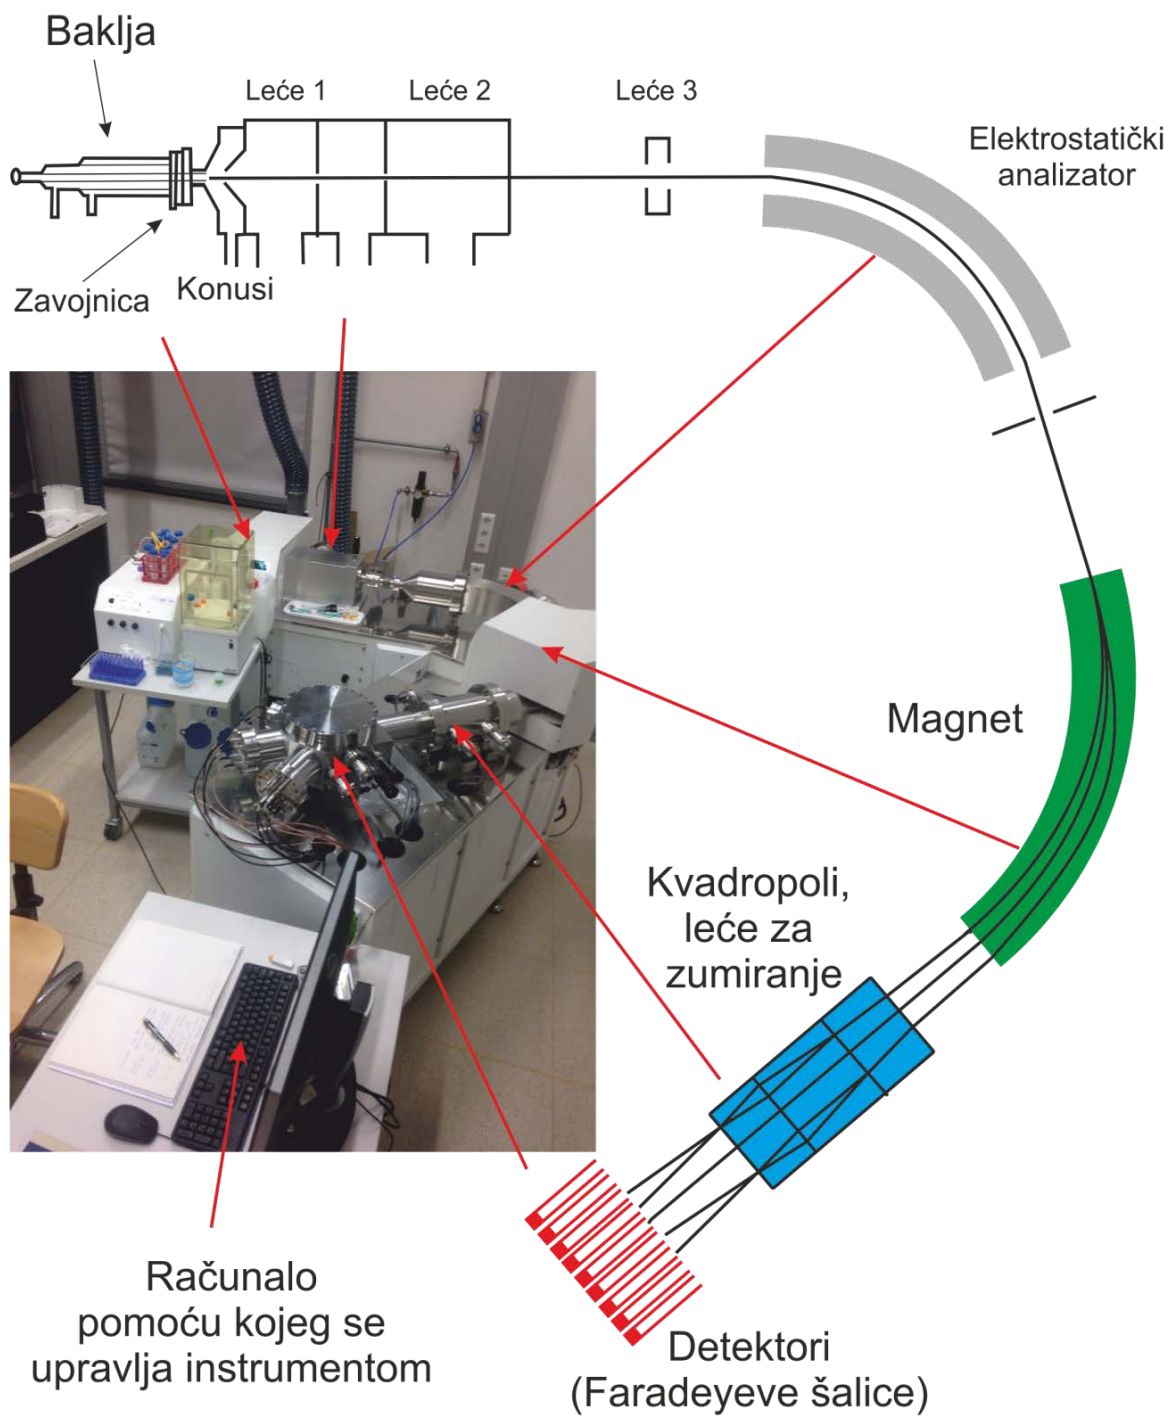 Baklja
Leće 1
Leće 2
Leće 3
Elektrostatički
analizator
Zavojnica
Konusi
Magnet
Kvadropoli,
leće za
zumiranje
Računalo
pomoću kojeg se
upravlja instrumentom
Detektori
(Faradeyeve šalice)